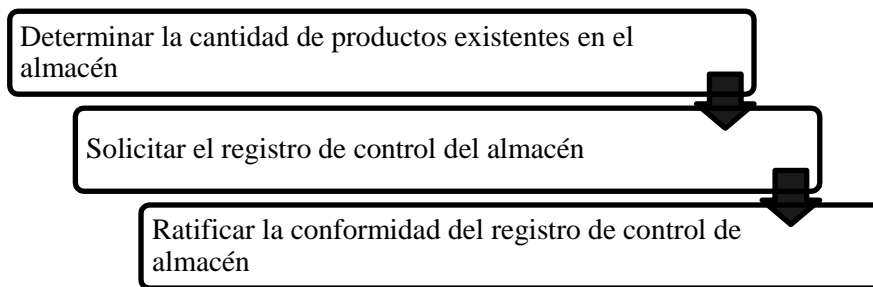 Determinar la cantidad de productos existentes en el
almacén
Solicitar el registro de control del almacén
Ratificar la conformidad del registro de control de
almacén